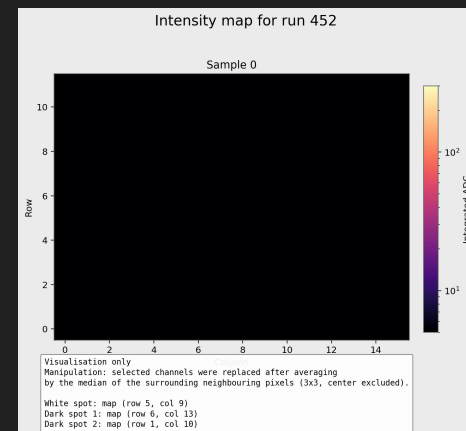 Intensity map for run 452
Sample 0
10
8
6
4
2
0
Row
0 2 4 6 8 10 12 14
10²
10¹
Visualisation only
Manipulation: selected channels were replaced after averaging
by the median of the surrounding neighbouring pixels (3x3, center excluded).
White spot: map (row 5, col 9)
Dark spot 1: map (row 6, col 13)
Dark spot 2: map (row 1, col 10)